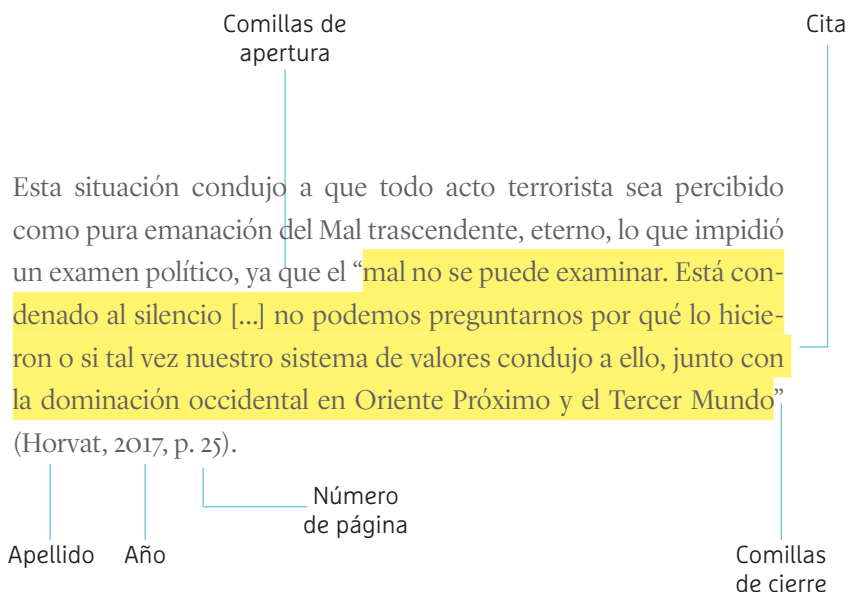 Comillas de
apertura
Cita
Esta situación condujo a que todo acto terrorista sea percibido
como pura emanación del Mal trascendente, eterno, lo que impidió
un examen político, ya que el “mal no se puede examinar. Está con-
denado al silencio [...] no podemos preguntarnos por qué lo hicie-
ron o si tal vez nuestro sistema de valores condujo a ello, junto con
la dominación occidental en Oriente Próximo y el Tercer Mundo”
(Horvat, 2017, p. 25).
Número
de página
Apellido
Año
Comillas
de cierre